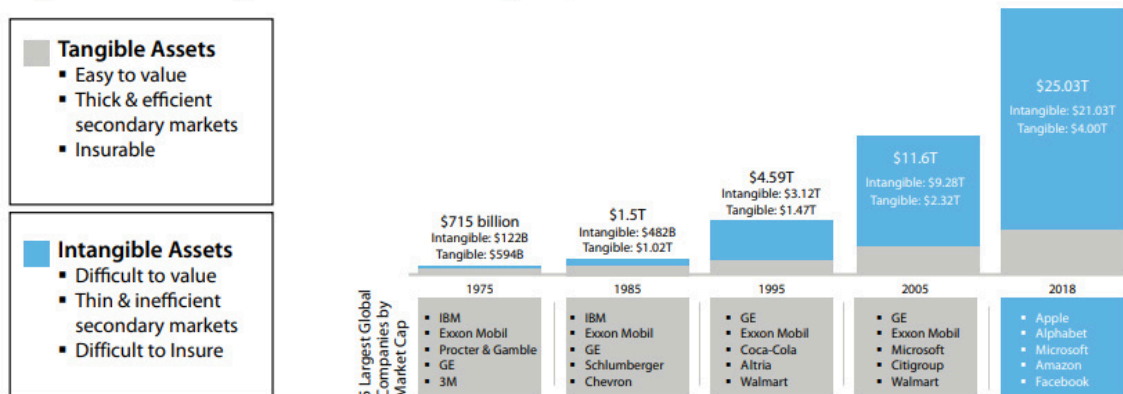 Tangible Assets
▪ Easy to value
▪ Thick & efficient
secondary markets
▪ Insurable
Intangible Assets
▪ Difficult to value
▪ Thin & inefficient
secondary markets
▪ Difficult to Insure
$715 billion
Intangible: $122B
Tangible: $594B
$1.5T
Intangible: $482B
Tangible: $1.02T
$4.59T
Intangible: $3.12T
Tangible: $1.47T
$11.6T
Intangible: $9.28T
Tangible: $2.32T
$25.03T
Intangible: $21.03T
Tangible: $4.00T
1975
1985
1995
2005
2018
Largest Global
Companies by
Market Cap
▪ IBM
▪ Exxon Mobil
▪ Procter & Gamble
▪ GE
▪ 3M
▪ IBM
▪ Exxon Mobil
▪ GE
▪ Schlumberger
▪ Chevron
▪ GE
▪ Exxon Mobil
▪ Coca-Cola
▪ Altria
▪ Walmart
▪ GE
▪ Exxon Mobil
▪ Microsoft
▪ Citigroup
▪ Walmart
▪ Apple
▪ Alphabet
▪ Microsoft
▪ Amazon
▪ Facebook